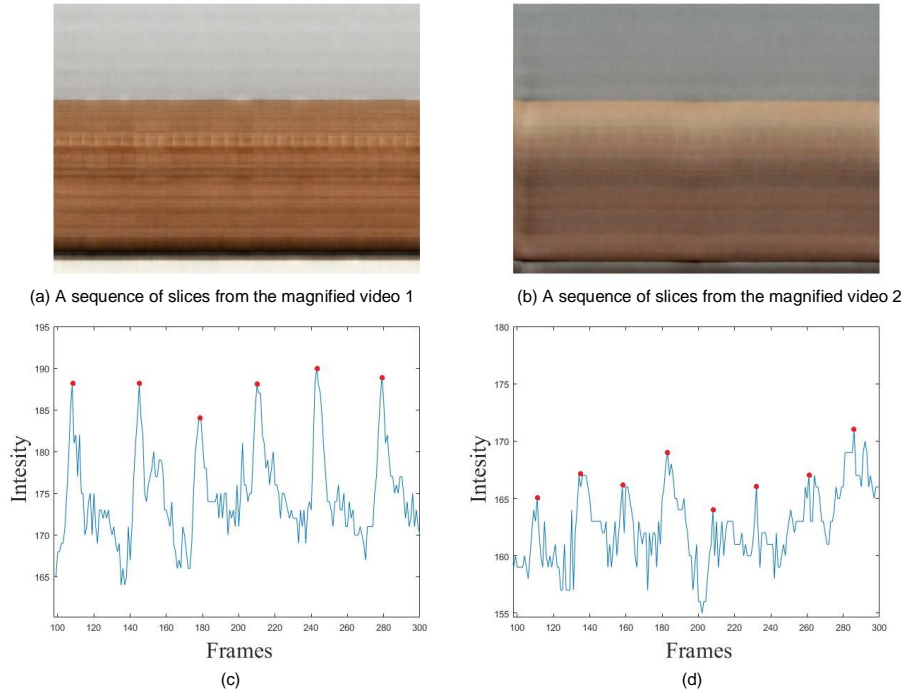 (a) A sequence of slices from the magnified video 1
(b) A sequence of slices from the magnified video 2
195
190
185
180
175
170
165
Intesity
100 120 140 160 180 200 220 240 260 280 300
Frames
(c)
180
175
170
165
160
155
Intesity
100 120 140 160 180 200 220 240 260 280 300
Frames
(d)